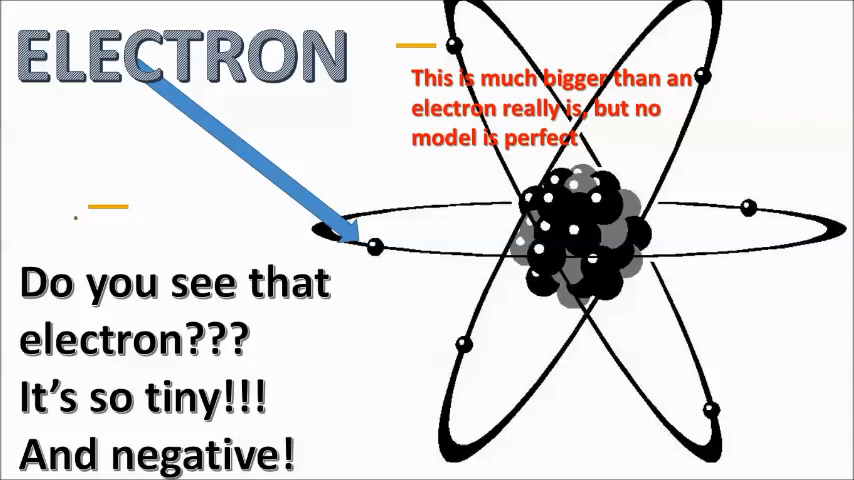 ELECTRON
This is much bigger than an
electron really is, but no
model is perfect
Do you see that
electron???
It’s so tiny!!!
And negative!